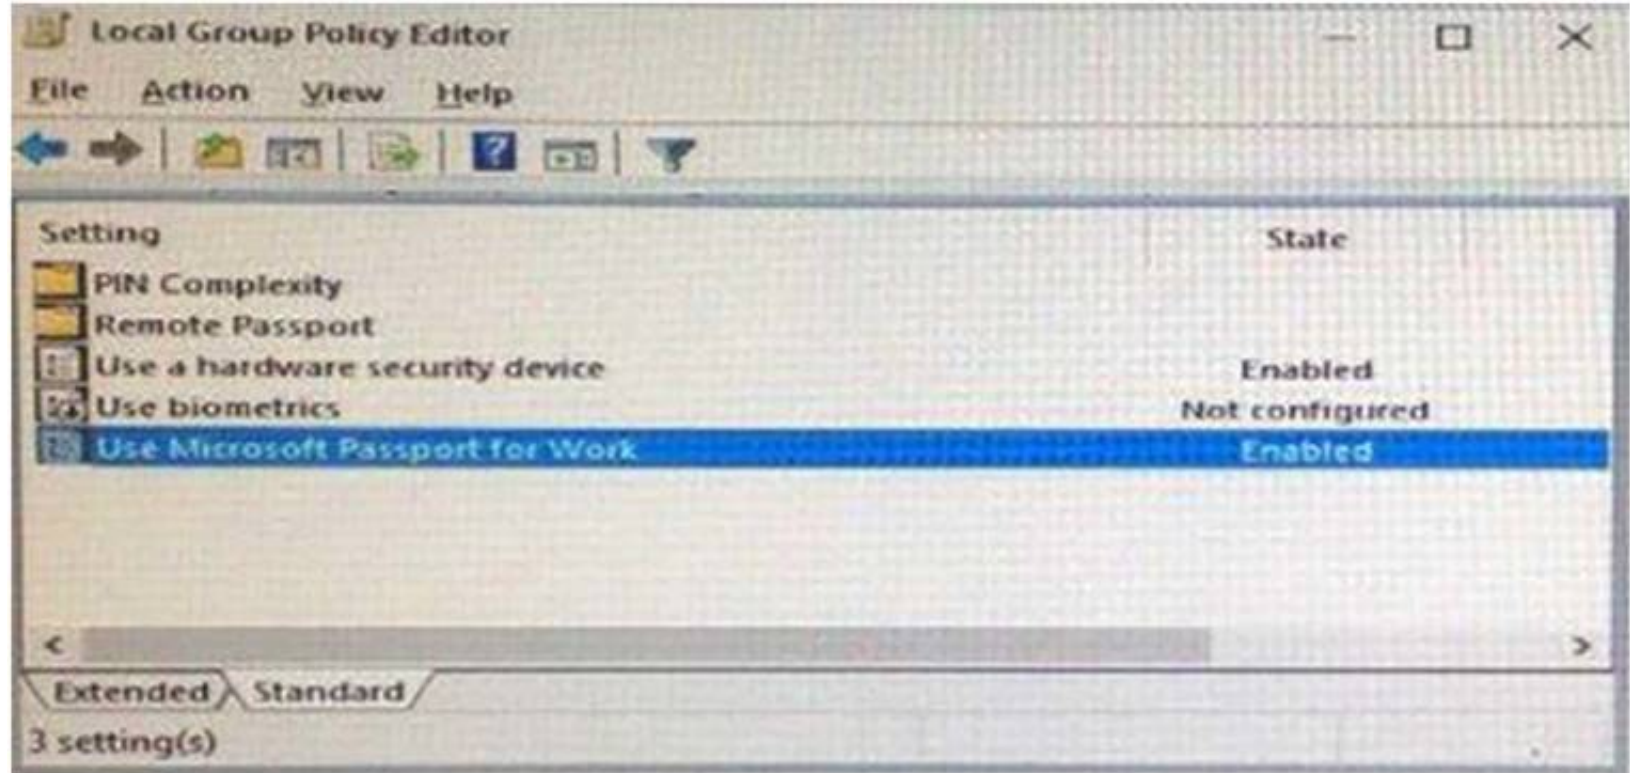 Local Group Policy Editor
File Action View Help
Setting State
PIN Complexity
Remote Passport
Use a hardware security device Enabled
Use biometrics Not configured
Use Microsoft Passport for Work Enabled
Extended Standard
3 setting(s)